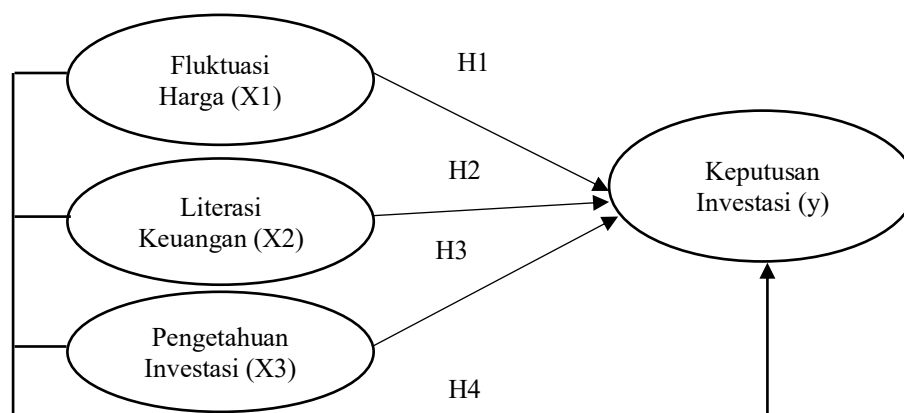 Fluktuasi
Harga (X1)
H1
H2
Literasi
Keuangan (X2)
H3
Pengetahuan
Investasi (X3)
H4
Keputusan
Investasi (y)